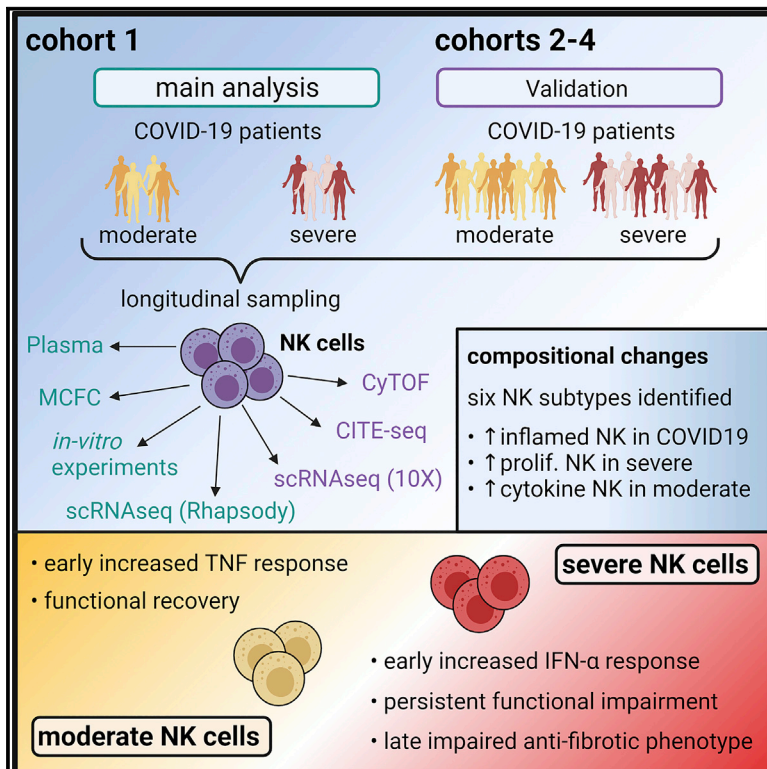 cohort 1
cohorts 2-4
main analysis
Validation
COVID-19 patients
COVID-19 patients
moderate
severe
moderate
severe
longitudinal sampling
NK cells
Plasma
MCFC
in-vitro
experiments
scRNAseq (Rhapsody)
CyTOF
CITE-seq
scRNAseq (10X)
compositional changes
six NK subtypes identified
• ↑inflamed NK in COVID19
• ↑prolif. NK in severe
• ↑cytokine NK in moderate
• early increased TNF response
• functional recovery
moderate NK cells
severe NK cells
• early increased IFN-α response
• persistent functional impairment
• late impaired anti-fibrotic phenotype